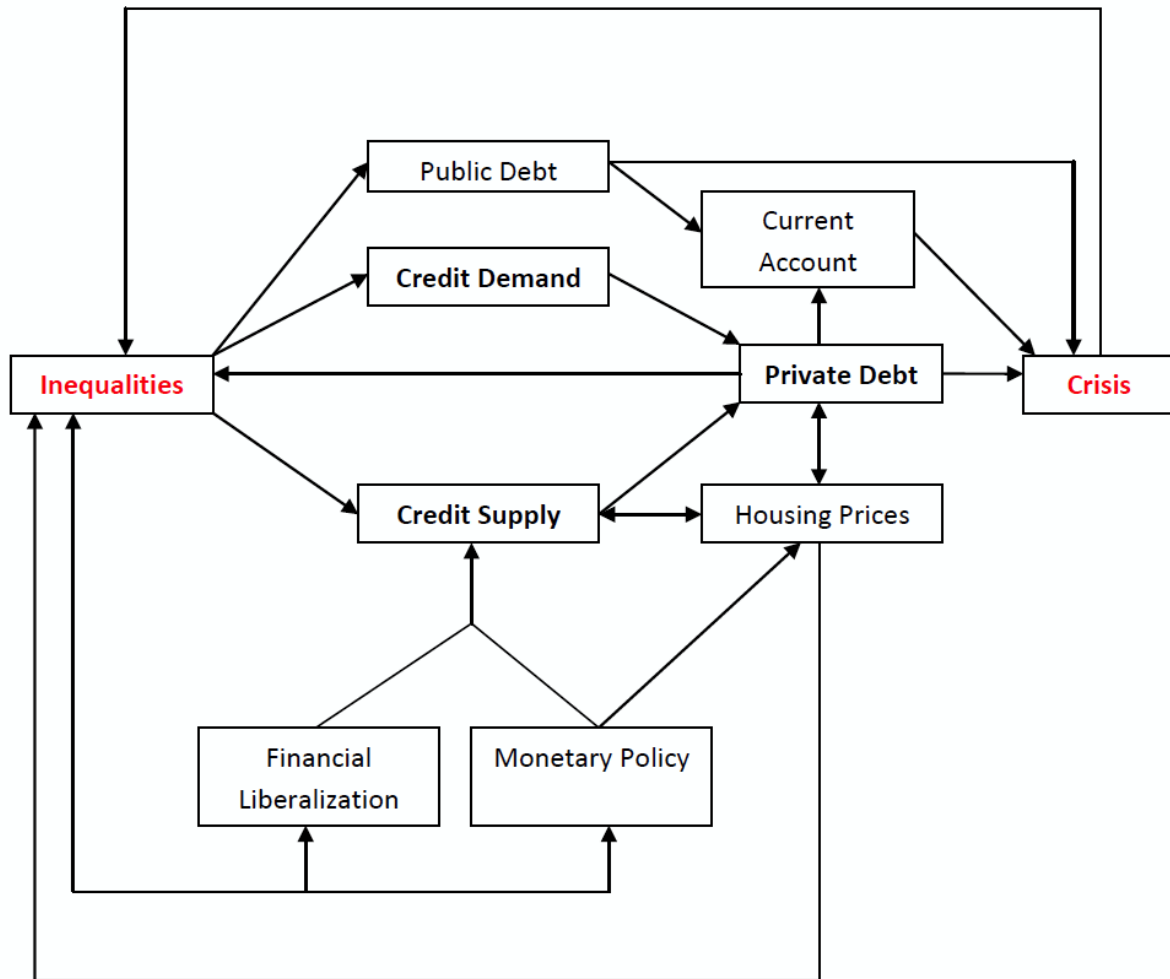 Public Debt
Current
Account
Credit Demand
Inequalities
Private Debt
Crisis
Credit Supply
Housing Prices
Financial
Liberalization
Monetary Policy